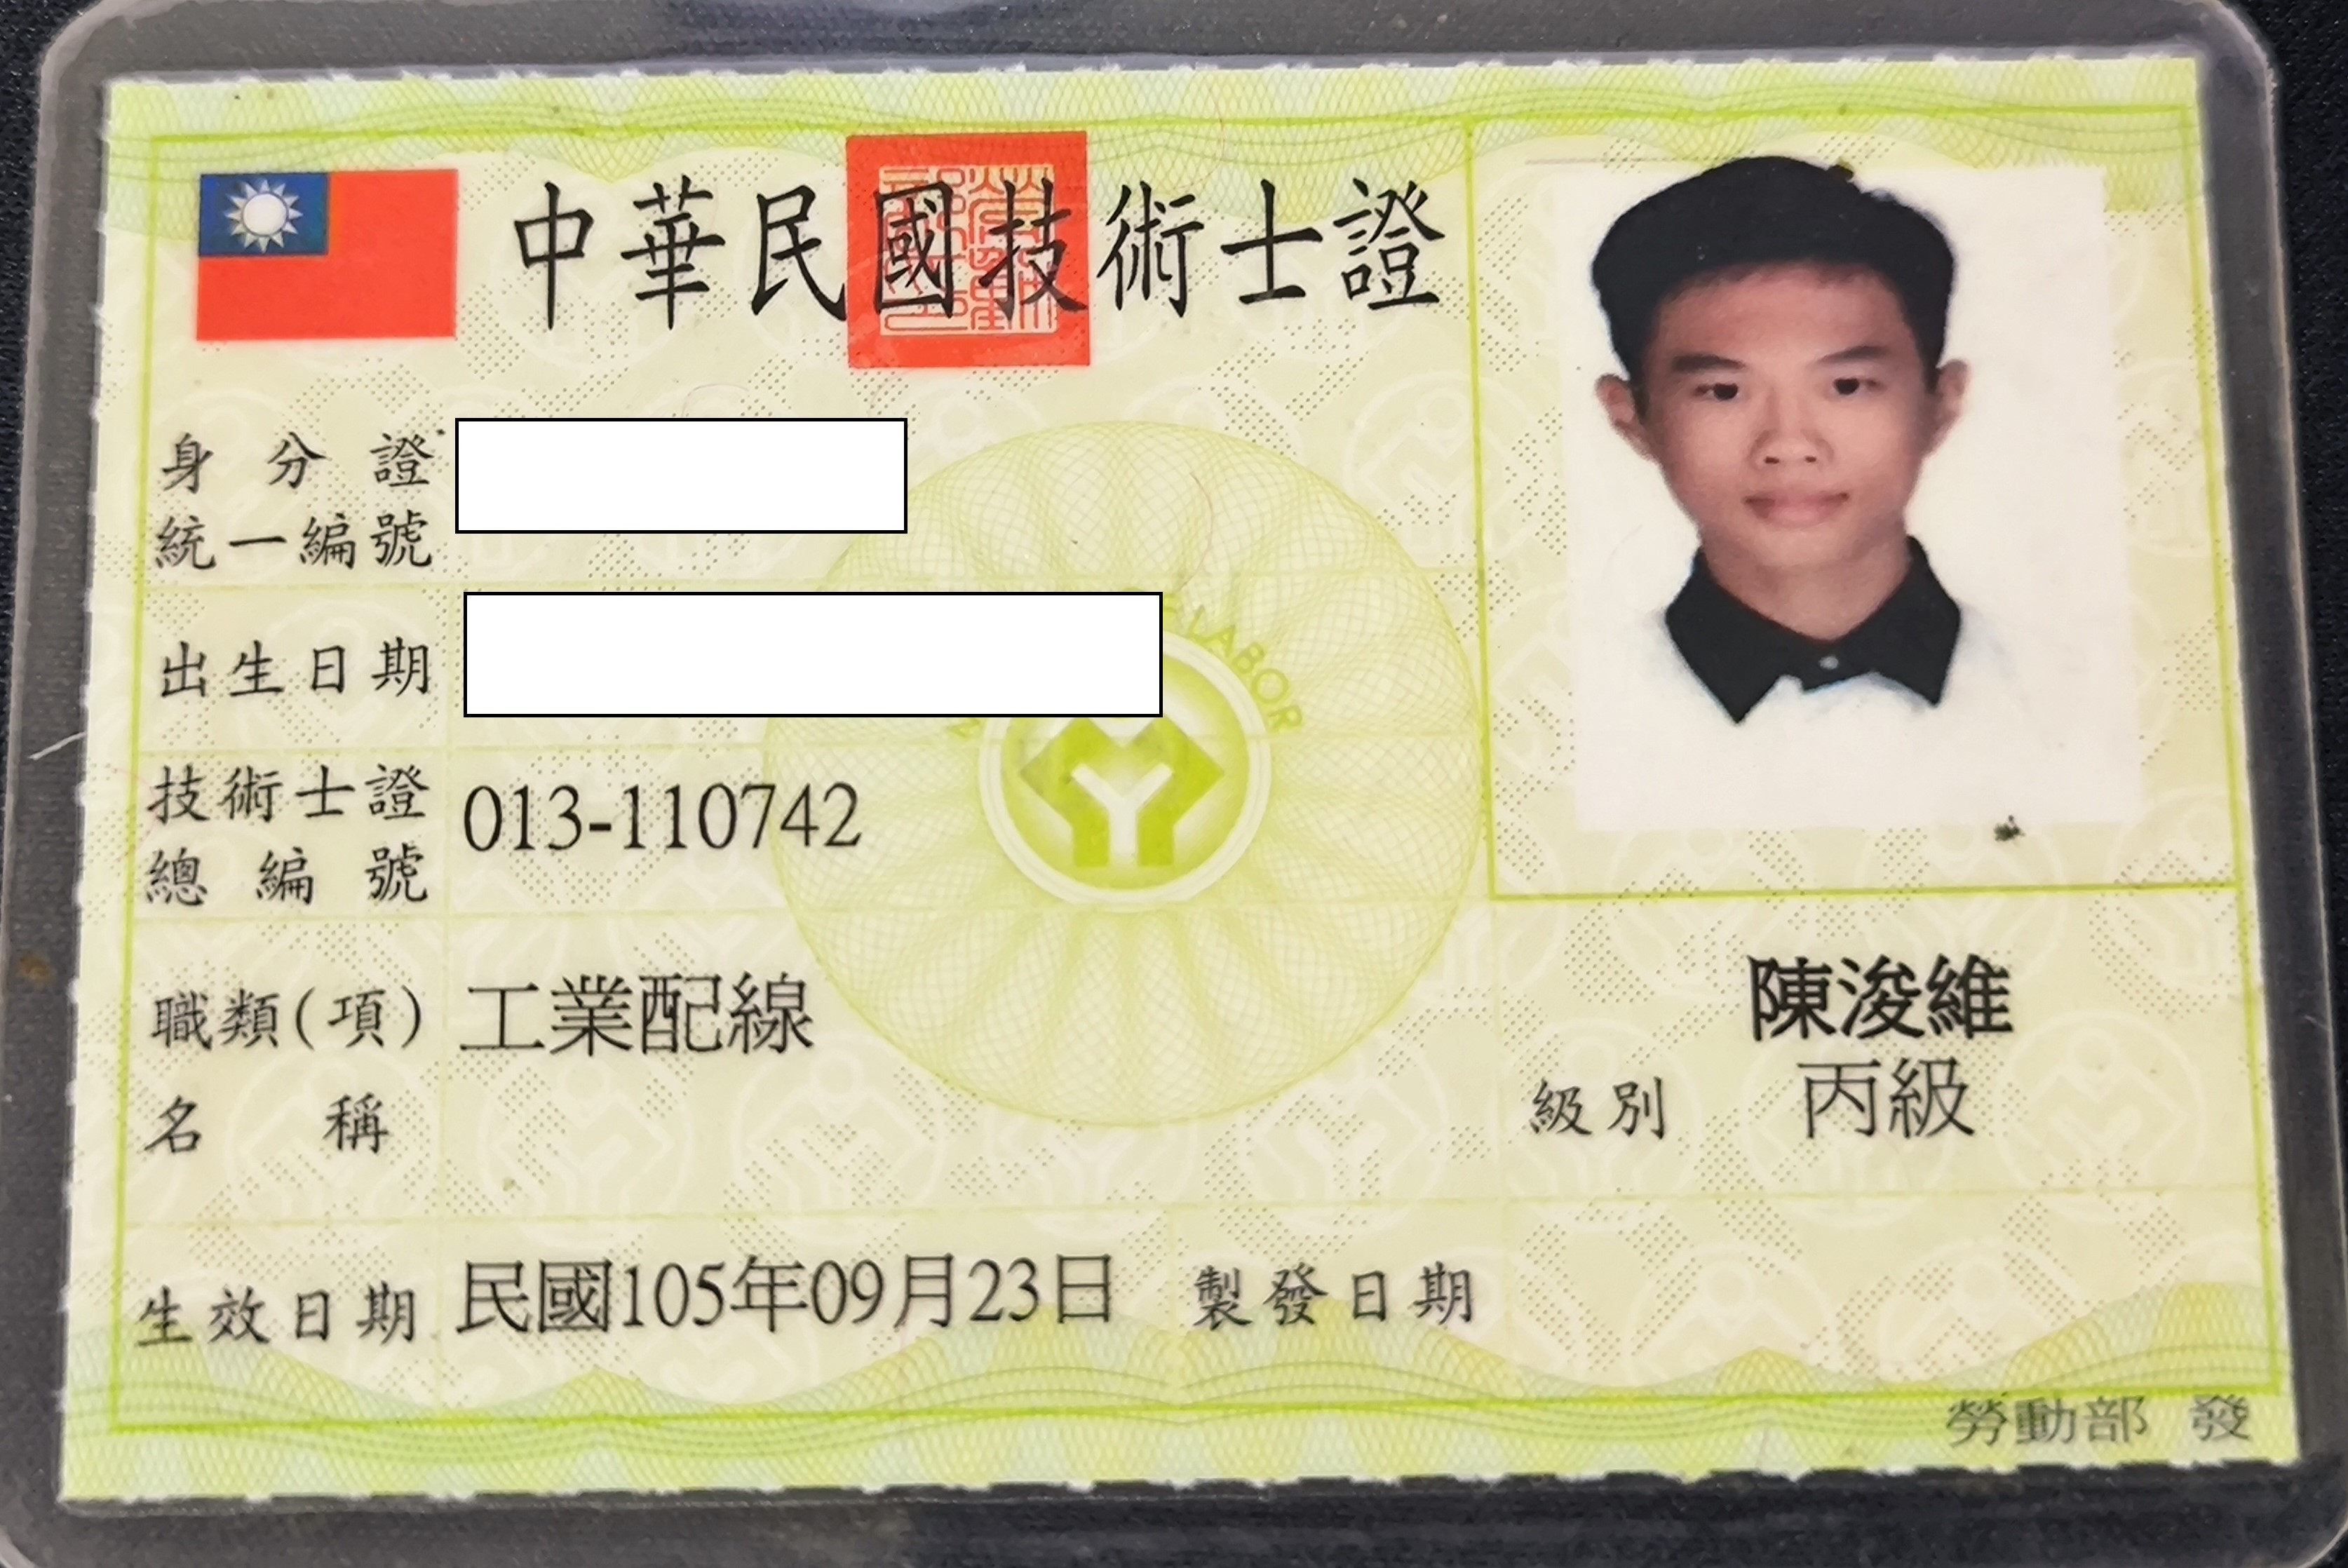 中華民國技術士證
身分證
統一編號
出生日期
LABOR
技術士證
總編號
013-110742
職類(項)
名稱
工業配線
陳浚維
級別 丙級
生效日期 民國105年09月23日 製發日期
勞動部 發